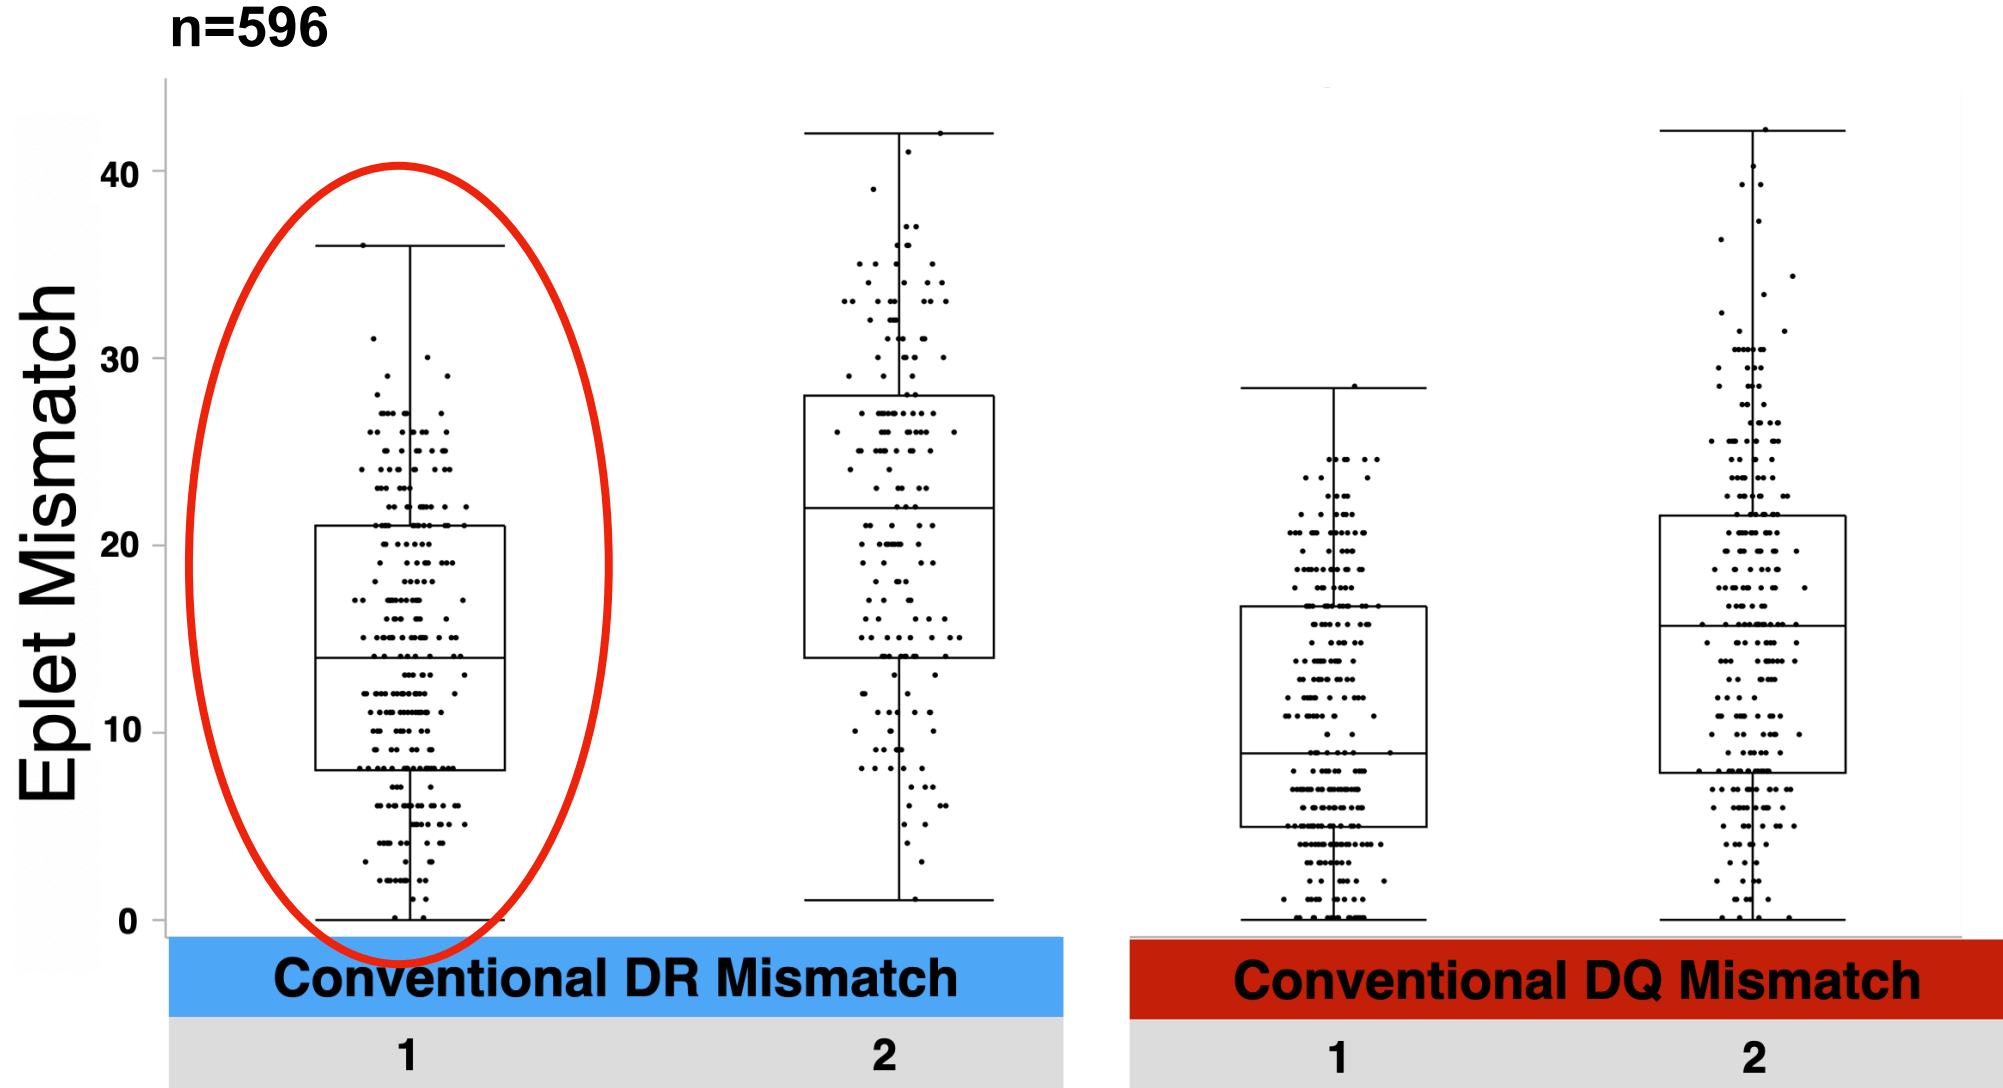 n=596
Eplet Mismatch
40
30
20
10
0
Conventional DR Mismatch
1 2
Conventional DQ Mismatch
1 2